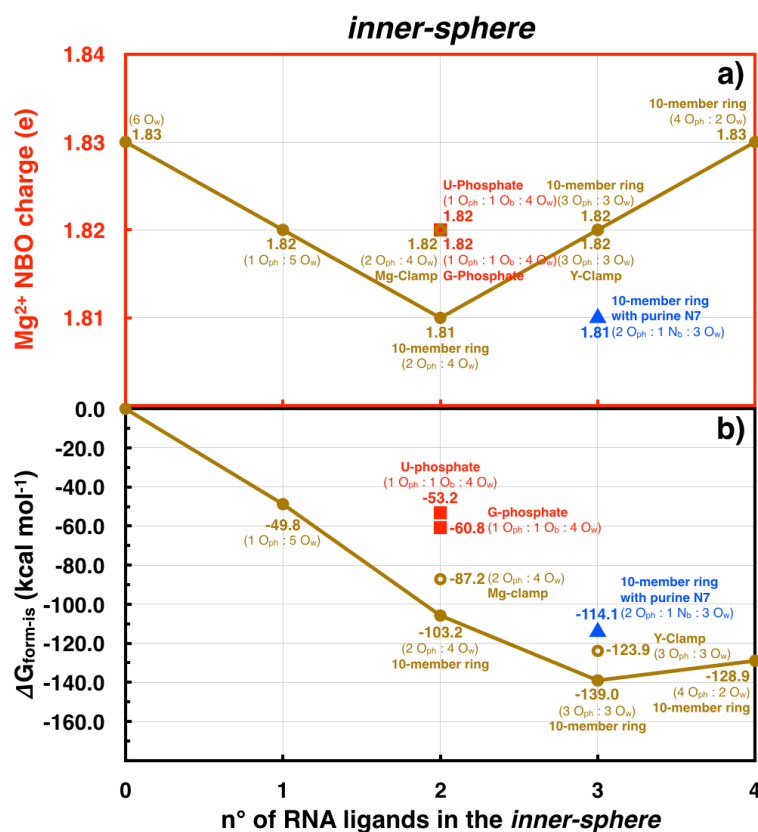 inner-sphere
a)
Mg²⁺ NBO charge (e)
1.84
1.83
1.82
1.81
(6 Ow)
1.83
1.82
(1 Oph : 5 Ow)
U-Phosphate
(1 Oph : 1 Ob : 4 Ow)
1.82
1.82
(2 Oph : 4 Ow)
Mg-Clamp
1.82
(1 Oph : 1 Ob : 4 Ow)
G-Phosphate
1.81
10-member ring
(2 Oph : 4 Ow)
10-member ring
(3 Oph : 3 Ow)
1.82
1.82
(3 Oph : 3 Ow)
Y-Clamp
10-member ring
(4 Oph : 2 Ow)
1.83
10-member ring
with purine N7
1.81 (2 Oph : 1 Nb : 3 Ow)
b)
ΔGform-is (kcal mol⁻¹)
0.0
-20.0
-40.0
-60.0
-80.0
-100.0
-120.0
-140.0
-160.0
-49.8
(1 Oph : 5 Ow)
U-phosphate
(1 Oph : 1 Ob : 4 Ow)
-53.2
G-phosphate
-60.8 (1 Oph : 1 Ob : 4 Ow)
-87.2 (2 Oph : 4 Ow)
Mg-clamp
-103.2
(2 Oph : 4 Ow)
10-member ring
10-member ring
with purine N7
-114.1 (2 Oph : 1 Nb : 3 Ow)
Y-Clamp
-123.9 (3 Oph : 3 Ow)
-139.0
(3 Oph : 3 Ow)
10-member ring
-128.9
(4 Oph : 2 Ow)
10-member ring
0
1
2
3
4
n° of RNA ligands in the inner-sphere